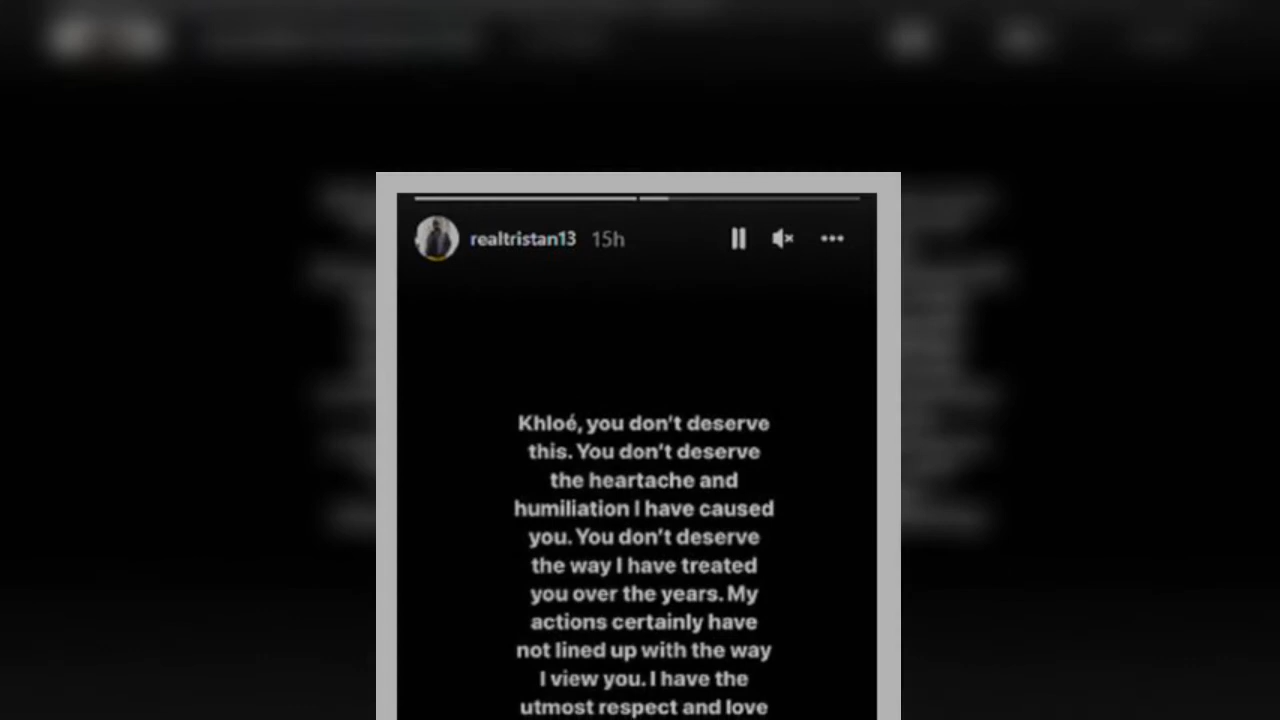 realtristan13 15h
Khloé, you don't deserve
this. You don't deserve
the heartache and
humiliation I have caused
you. You don't deserve
the way I have treated
you over the years. My
actions certainly have
not lined up with the way
I view you. I have the
utmost respect and love